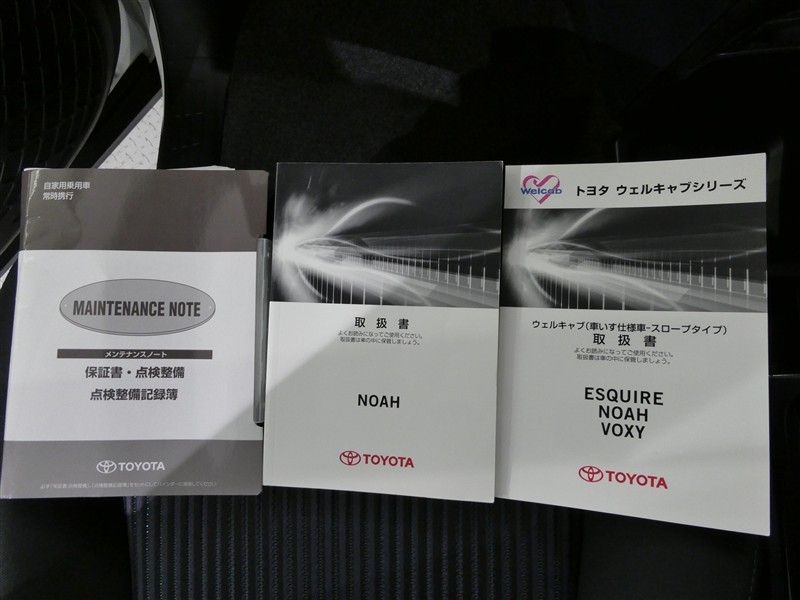 自家用乗用車
常時携行
MAINTENANCE NOTE
メンテナンスノート
保証書・点検整備
点検整備記録簿
TOYOTA
取扱書
よくお読みになってご使用ください。
取扱書は車の中に保管しましょう。
NOAH
TOYOTA
Welcab
トヨタ ウェルキャブシリーズ
ウェルキャブ(車いす仕様車-スロープタイプ)
取扱書
よくお読みになってご使用ください。
取扱書は車の中に保管しましょう。
ESQUIRE
NOAH
VOXY
TOYOTA